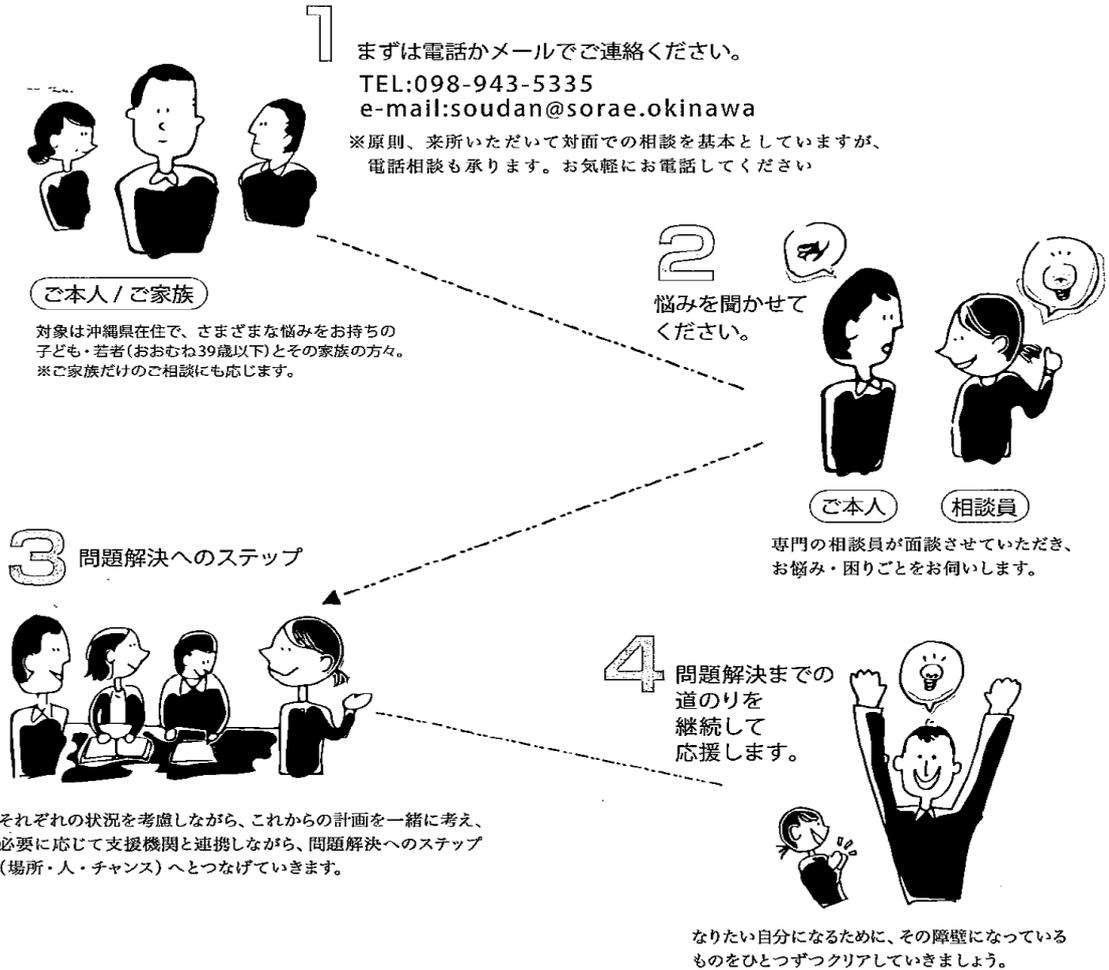 1
まずは電話かメールでご連絡ください。
TEL:098-943-5335
e-mail:soudan@sorae.okinawa
※原則、来所いただいて対面での相談を基本としていますが、
電話相談も承ります。お気軽にお電話してください
ご本人 / ご家族
対象は沖縄県在住で、さまざまな悩みをお持ちの
子ども・若者(おおむね39歳以下)とその家族の方々。
※ご家族だけのご相談にも応じます。
2
悩みを聞かせて
ください。
ご本人
相談員
専門の相談員が面談させていただき、
お悩み・困りごとをお伺いします。
3
問題解決へのステップ
それぞれの状況を考慮しながら、これからの計画を一緒に考え、
必要に応じて支援機関と連携しながら、問題解決へのステップ
(場所・人・チャンス)へとつなげていきます。
4
問題解決までの
道のりを
継続して
応援します。
なりたい自分になるために、その障壁になっている
ものをひとつずつクリアしていきましょう。